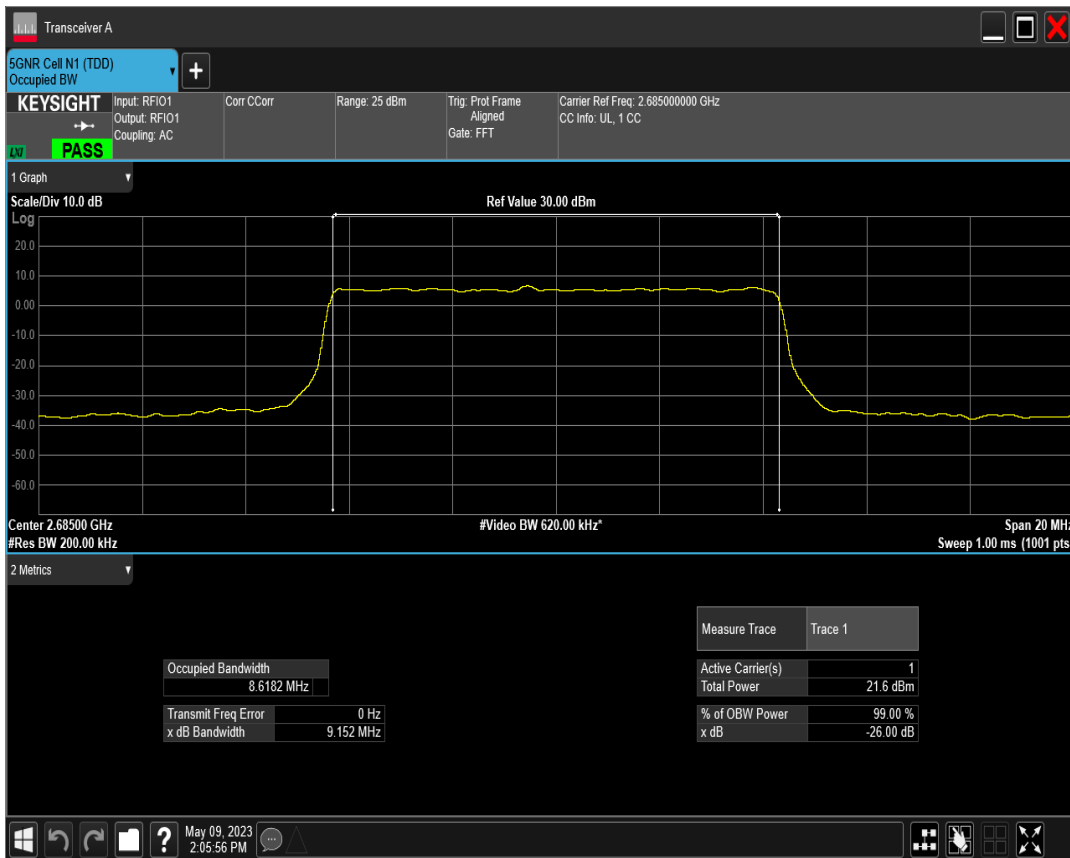 Transceiver A
5GNR Cell N1 (TDD)
Occupied BW
+
KEYSIGHT
LXI
PASS
Input: RFIO1
Output: RFIO1
Coupling: AC
Corr CCorr
Range: 25 dBm
Trig: Prot Frame
Aligned
Gate: FFT
Carrier Ref Freq: 2.685000000 GHz
CC Info: UL, 1 CC
1 Graph
Scale/Div 10.0 dB
Ref Value 30.00 dBm
Log
20.0
10.0
0.00
-10.0
-20.0
-30.0
-40.0
-50.0
-60.0
Center 2.68500 GHz
#Video BW 620.00 kHz*
Span 20 MHz
#Res BW 200.00 kHz
Sweep 1.00 ms (1001 pts
2 Metrics
Measure Trace Trace 1
Occupied Bandwidth
8.6182 MHz
Active Carrier(s) 1
Total Power 21.6 dBm
Transmit Freq Error 0 Hz
x dB Bandwidth 9.152 MHz
% of OBW Power 99.00 %
x dB -26.00 dB
?
May 09, 2023
2:05:56 PM